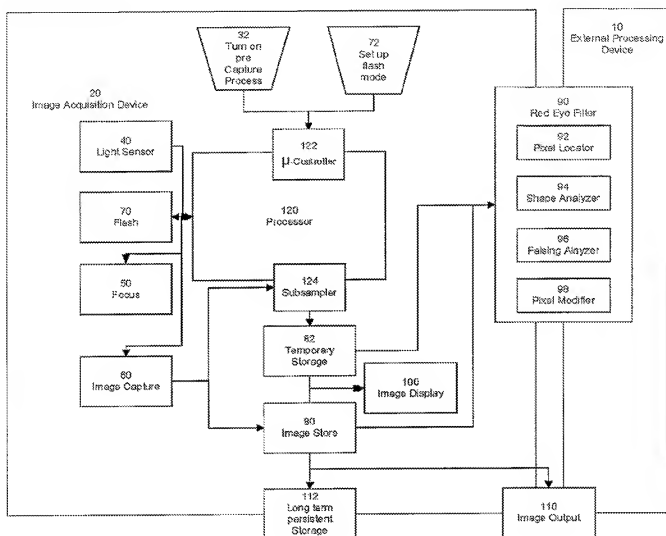 10
External Processing
Device
32
Turn on
pre
Capture
Process
72
Set up
flash
mode
20
Image Acquisition Device
40
Light Sensor
122
µ-Controller
90
Red Eye Filter
92
Pixel Locator
94
Shape Analyzer
96
Falsing Alnyzer
98
Pixel Modifier
70
Flash
120
Processor
50
Focus
124
Subsampler
82
Temporary
Storage
60
Image Capture
100
Image Display
80
Image Store
112
Long term
persistent
Storage
110
Image Output